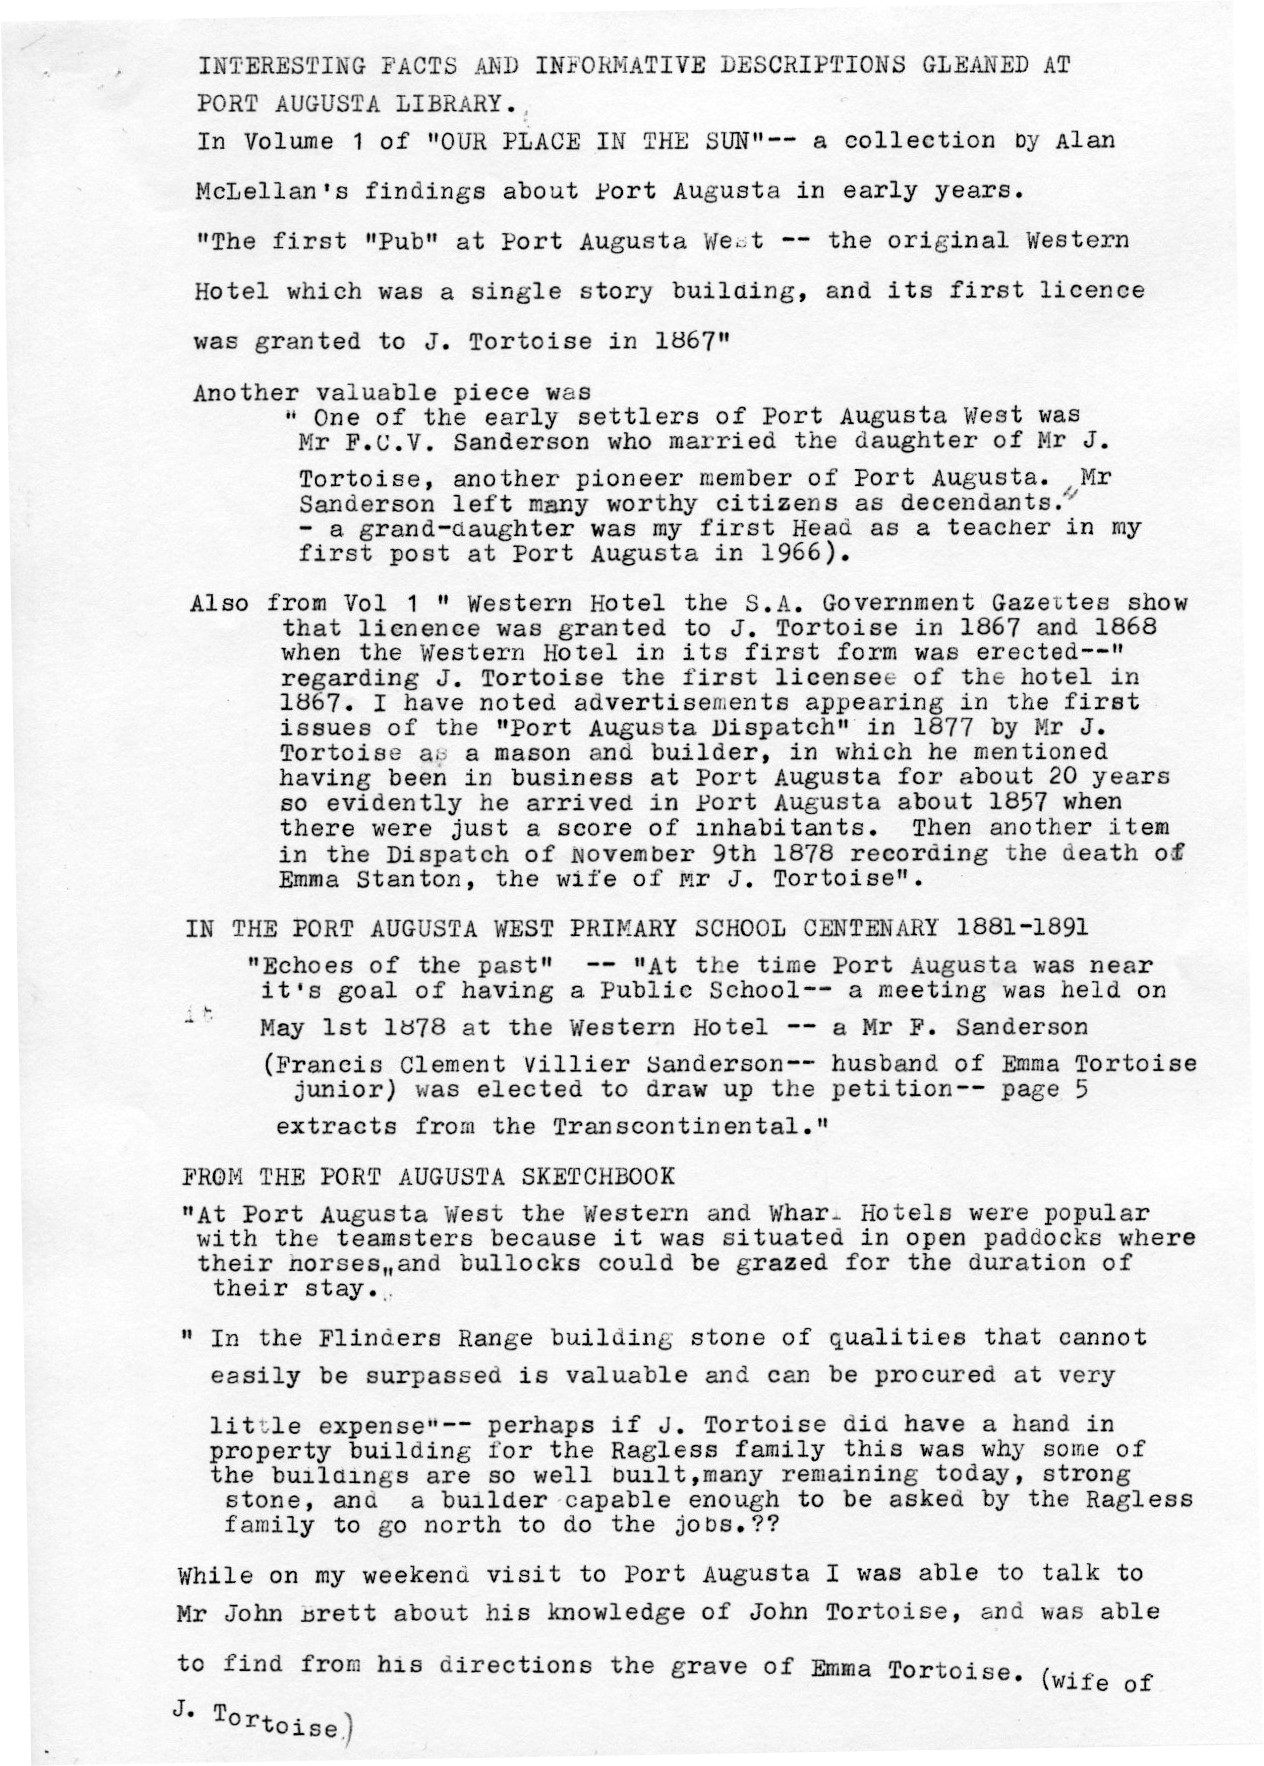 INTERESTING FACTS AND INFORMATIVE DESCRIPTIONS GLEANED AT
PORT AUGUSTA LIBRARY.
In Volume 1 of "OUR PLACE IN THE SUN"-- a collection by Alan
McLellan's findings about Port Augusta in early years.
"The first "Pub" at Port Augusta West -- the original Western
Hotel which was a single story building, and its first licence
was granted to J. Tortoise in 1867"
Another valuable piece was
" One of the early settlers of Port Augusta West was
Mr F.C.V. Sanderson who married the daughter of Mr J.
Tortoise, another pioneer member of Port Augusta. Mr
Sanderson left many worthy citizens as decendants."
- a grand-daughter was my first Head as a teacher in my
first post at Port Augusta in 1966).
Also from Vol 1 " Western Hotel the S.A. Government Gazettes show
that licnence was granted to J. Tortoise in 1867 and 1868
when the Western Hotel in its first form was erected--"
regarding J. Tortoise the first licensee of the hotel in
1867. I have noted advertisements appearing in the first
issues of the "Port Augusta Dispatch" in 1877 by Mr J.
Tortoise as a mason and builder, in which he mentioned
having been in business at Port Augusta for about 20 years
so evidently he arrived in Port Augusta about 1857 when
there were just a score of inhabitants. Then another item
in the Dispatch of November 9th 1878 recording the death of
Emma Stanton, the wife of Mr J. Tortoise".
IN THE PORT AUGUSTA WEST PRIMARY SCHOOL CENTENARY 1881-1891
"Echoes of the past" -- "At the time Port Augusta was near
it's goal of having a Public School-- a meeting was held on
it May 1st 1878 at the Western Hotel -- a Mr F. Sanderson
(Francis Clement Villier Sanderson-- husband of Emma Tortoise
junior) was elected to draw up the petition-- page 5
extracts from the Transcontinental."
FROM THE PORT AUGUSTA SKETCHBOOK
"At Port Augusta West the Western and Wharf Hotels were popular
with the teamsters because it was situated in open paddocks where
their horses,,and bullocks could be grazed for the duration of
their stay.
" In the Flinders Range building stone of qualities that cannot
easily be surpassed is valuable and can be procured at very
little expense"-- perhaps if J. Tortoise did have a hand in
property building for the Ragless family this was why some of
the buildings are so well built,many remaining today, strong
stone, and a builder capable enough to be asked by the Ragless
family to go north to do the jobs.??
While on my weekend visit to Port Augusta I was able to talk to
Mr John Brett about his knowledge of John Tortoise, and was able
to find from his directions the grave of Emma Tortoise. (wife of
J. Tortoise.)